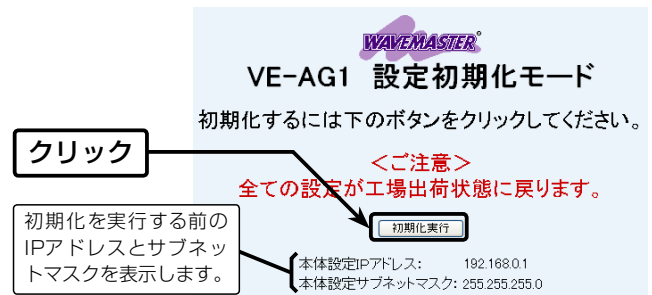 WAVEMASTER®
VE-AG1 設定初期化モード
初期化するには下のボタンをクリックしてください。
クリック
<ご注意>
全ての設定が工場出荷状態に戻ります。
初期化実行
初期化を実行する前の
IPアドレスとサブネッ
トマスクを表示します。
本体設定IPアドレス: 192.168.0.1
本体設定サブネットマスク: 255.255.255.0